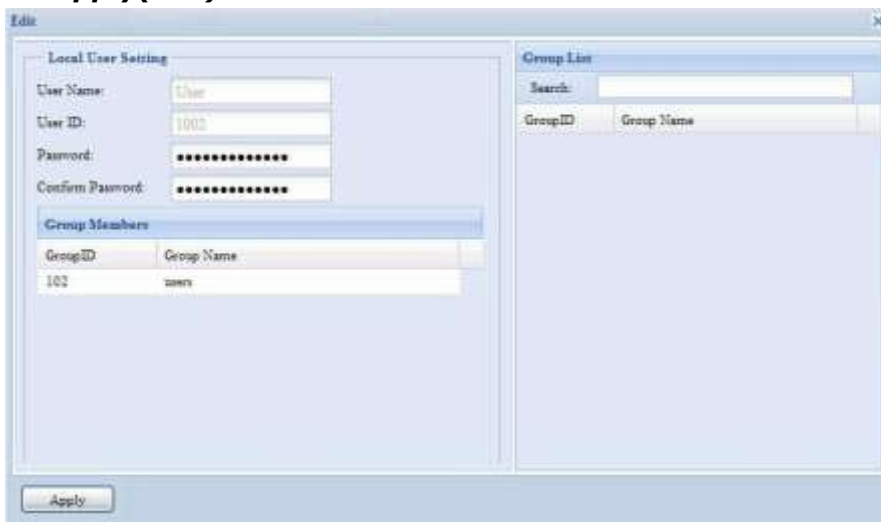 Edit
Local User Setting
User Name: User
User ID: 1002
Password: •••••••••••••
Confirm Password: •••••••••••••
Group Members
GroupID Group Name
102 users
Group List
Search:
GroupID Group Name
Apply